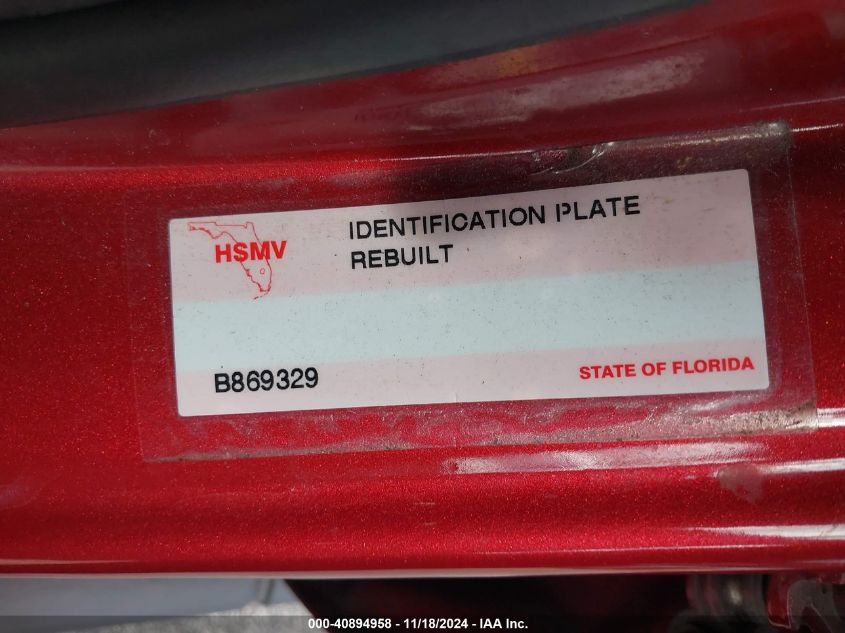 HSMV
IDENTIFICATION PLATE
REBUILT
B869329
STATE OF FLORIDA
000-40894958 - 11/18/2024 - IAA Inc.